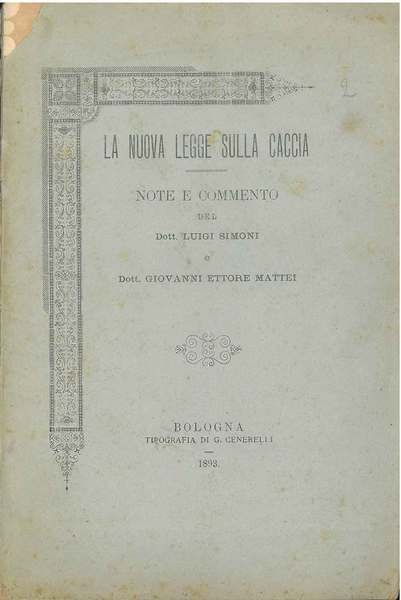 2
LA NUOVA LEGGE SULLA CACCIA
NOTE E COMMENTO
DEL
Dott. LUIGI SIMONI
e
Dott. GIOVANNI ETTORE MATTEI
BOLOGNA
TIPOGRAFIA DI G. CENERELLI
1893.